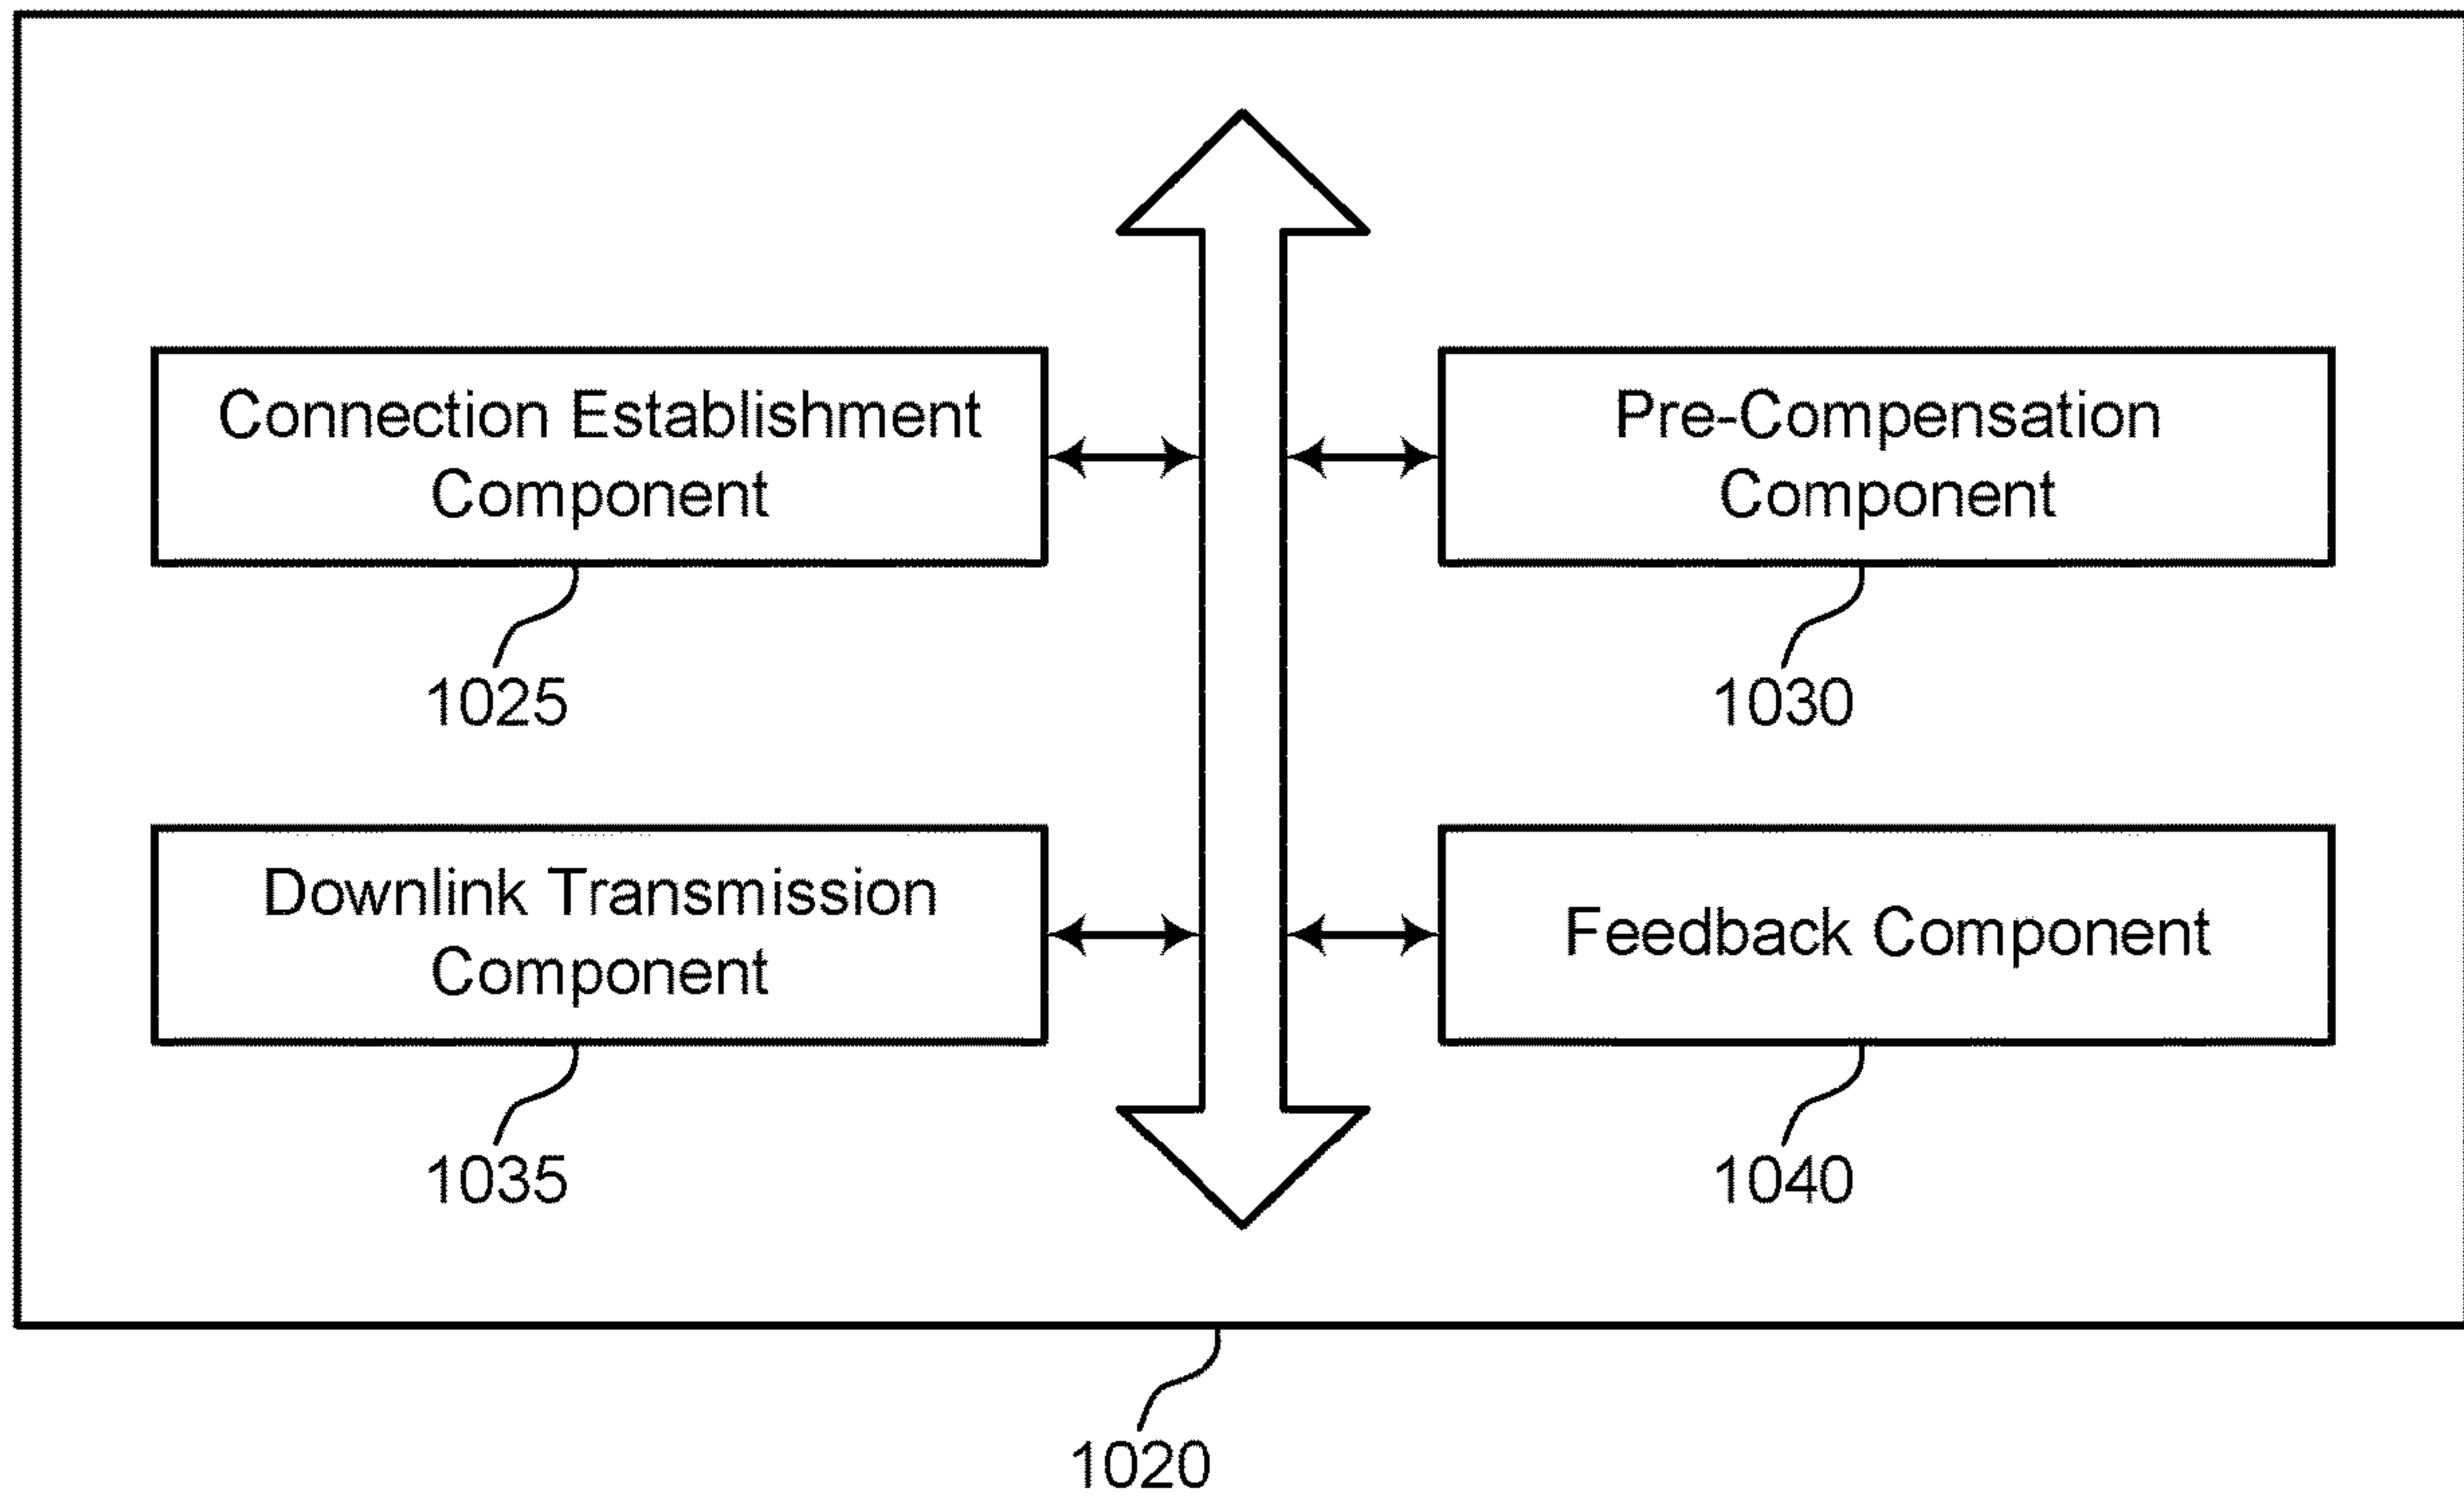 Connection Establishment
Component
1025
Pre-Compensation
Component
1030
Downlink Transmission
Component
1035
Feedback Component
1040
1020